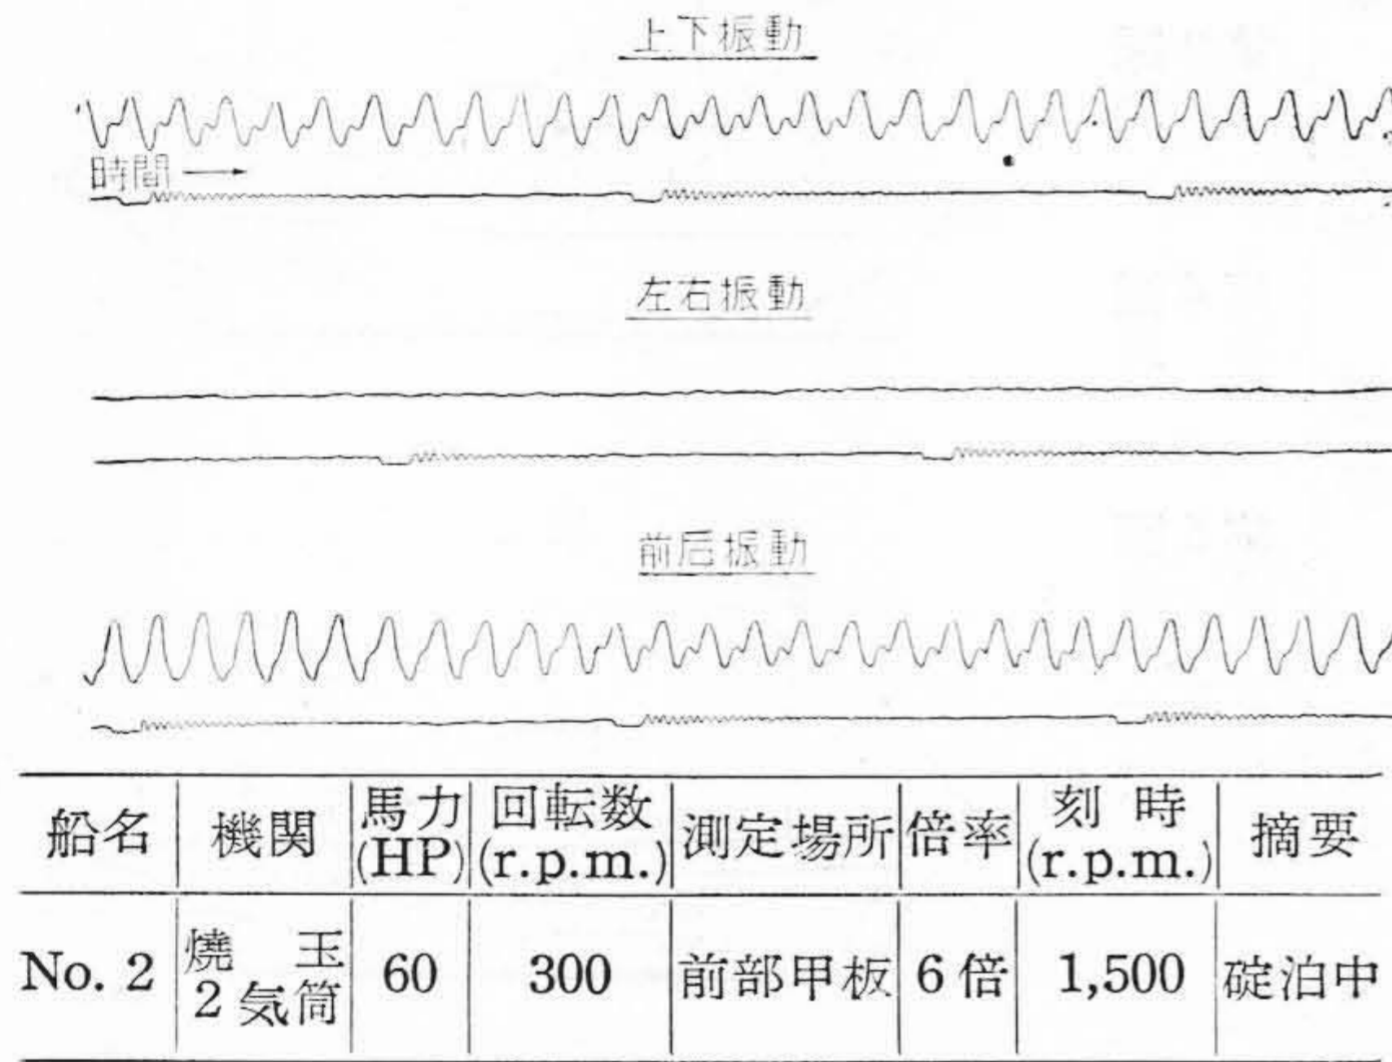 上下振動
時間 →
左右振動
前后振動
船名 機関 馬力 (HP) 回転数 (r.p.m.) 測定場所 倍率 刻時 (r.p.m.) 摘要
No. 2 燒玉 2気筒 60 300 前部甲板 6倍 1,500 碇泊中